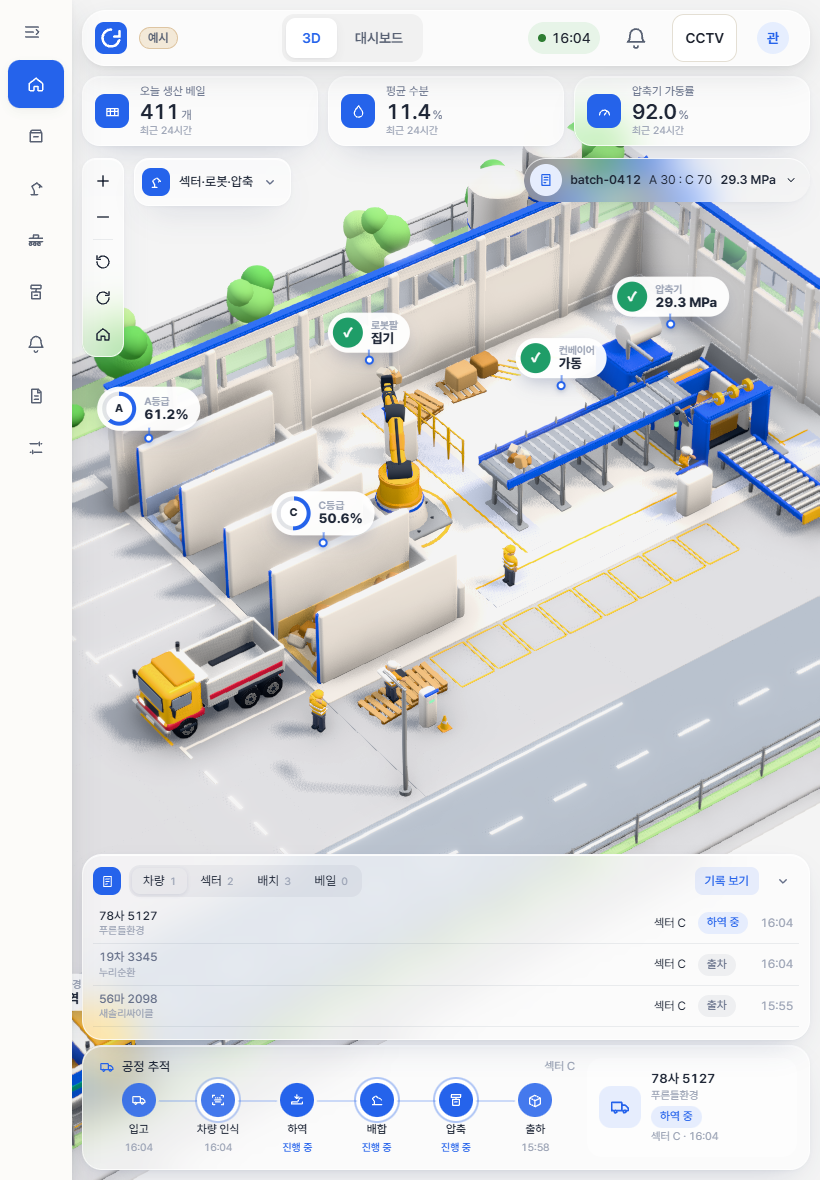 예시
3D
대시보드
16:04
CCTV
관
오늘 생산 베일
411 개
최근 24시간
평균 수분
11.4 %
최근 24시간
압축기 가동률
92.0 %
최근 24시간
섹터·로봇·압축
batch-0412 A 30 : C 70 29.3 MPa
압축기
29.3 MPa
로봇팔
집기
컨베이어
가동
A
A등급
61.2%
C
C등급
50.6%
차량 1
섹터 2
배치 3
베일 0
기록 보기
78사 5127
푸른들환경
섹터 C
하역 중
16:04
19차 3345
누리순환
섹터 C
출차
16:04
56마 2098
새솔리싸이클
섹터 C
출차
15:55
경
역
공정 추적
섹터 C
입고
16:04
차량 인식
16:04
하역
진행 중
배합
진행 중
압축
진행 중
출하
15:58
78사 5127
푸른들환경
하역 중
섹터 C · 16:04